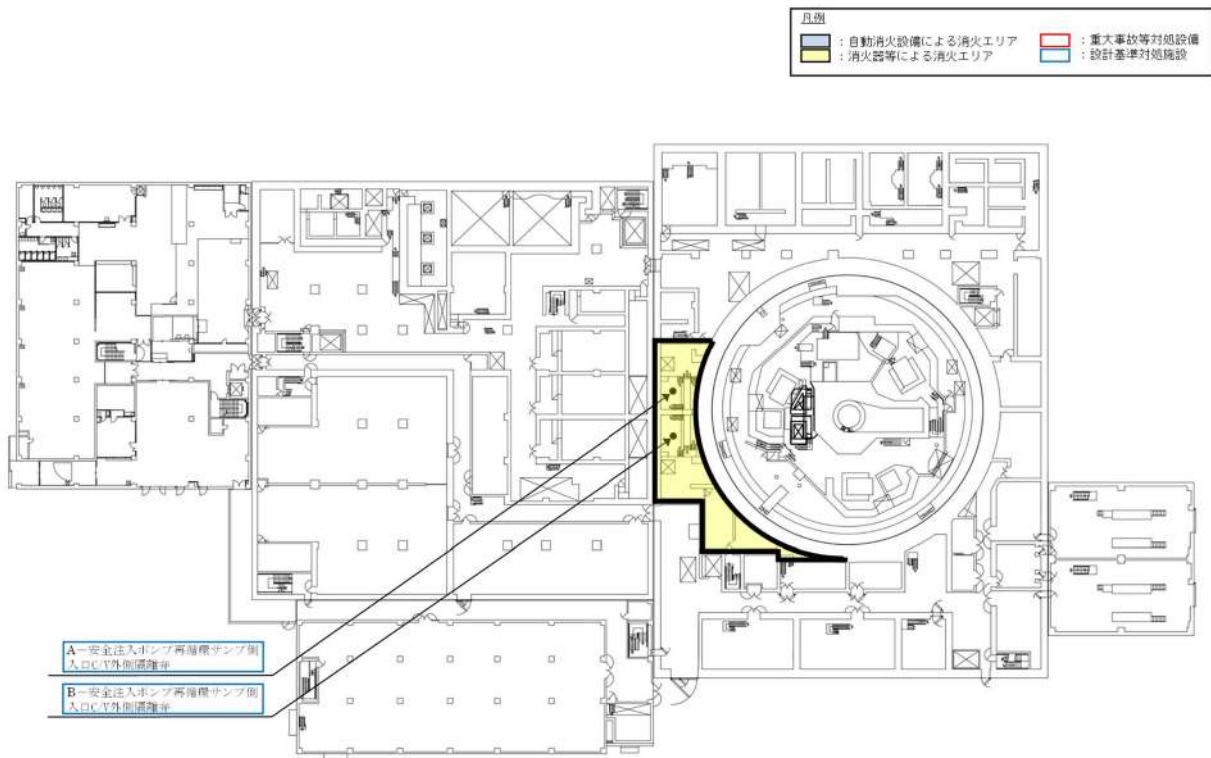 凡例
：自動消火設備による消火エリア
：重大事故等対処設備
：消火器等による消火エリア
：設計基準対処施設
A－安全注入ポンプ再循環サンプ側
入口C/V外側隔離弁
B－安全注入ポンプ再循環サンプ側
入口C/V外側隔離弁